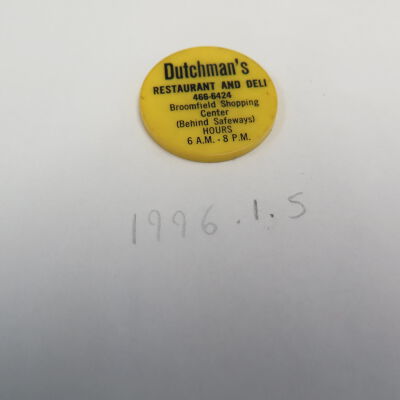 Dutchman's
RESTAURANT AND DELI
466-6424
Broomfield Shopping
Center
(Behind Safeways)
HOURS
6 A.M. - 8 P.M.
1996.1.5